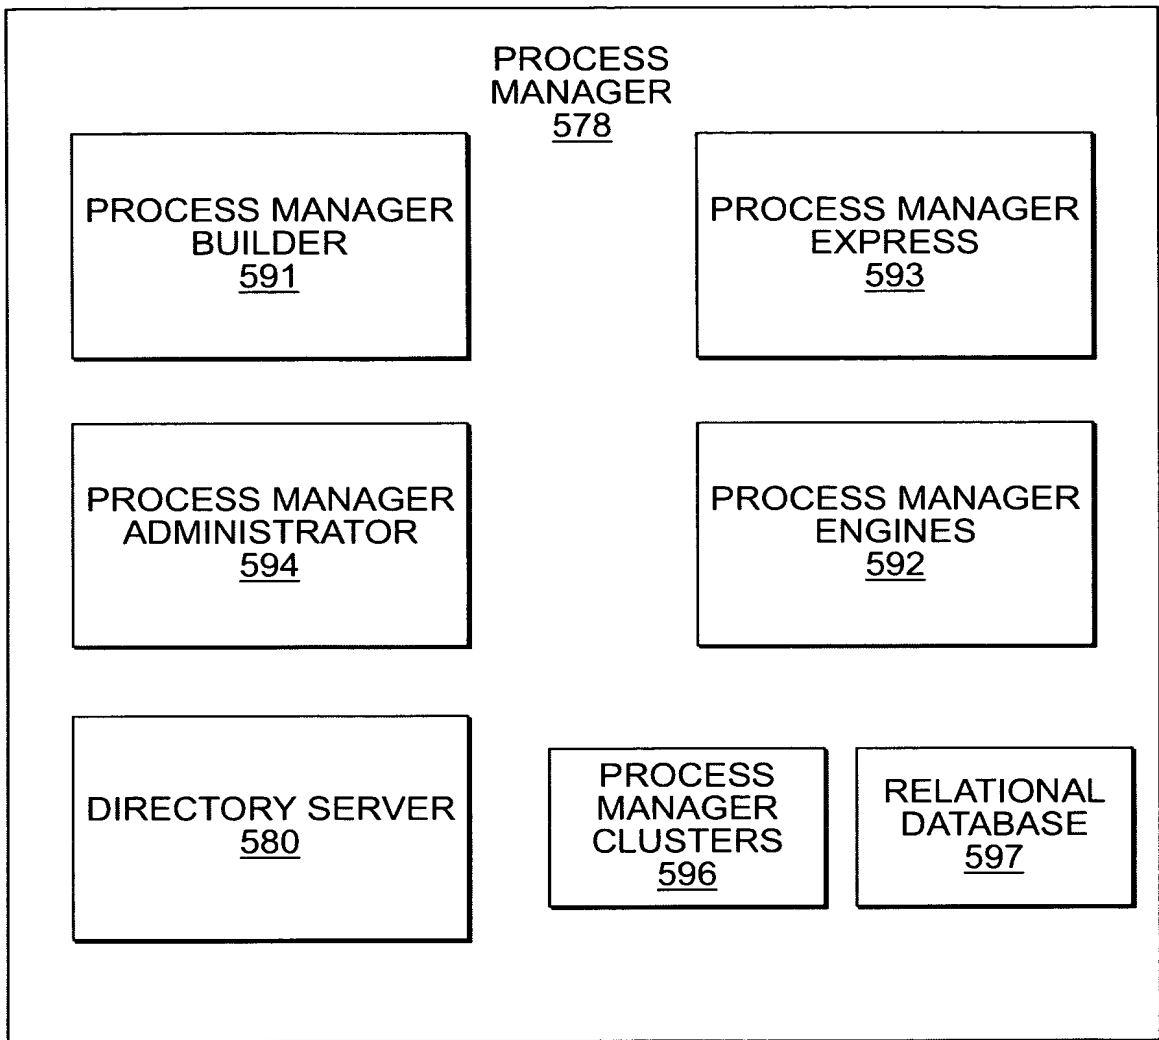 PROCESS
MANAGER
578
PROCESS MANAGER
BUILDER
591
PROCESS MANAGER
EXPRESS
593
PROCESS MANAGER
ADMINISTRATOR
594
PROCESS MANAGER
ENGINES
592
DIRECTORY SERVER
580
PROCESS
MANAGER
CLUSTERS
596
RELATIONAL
DATABASE
597